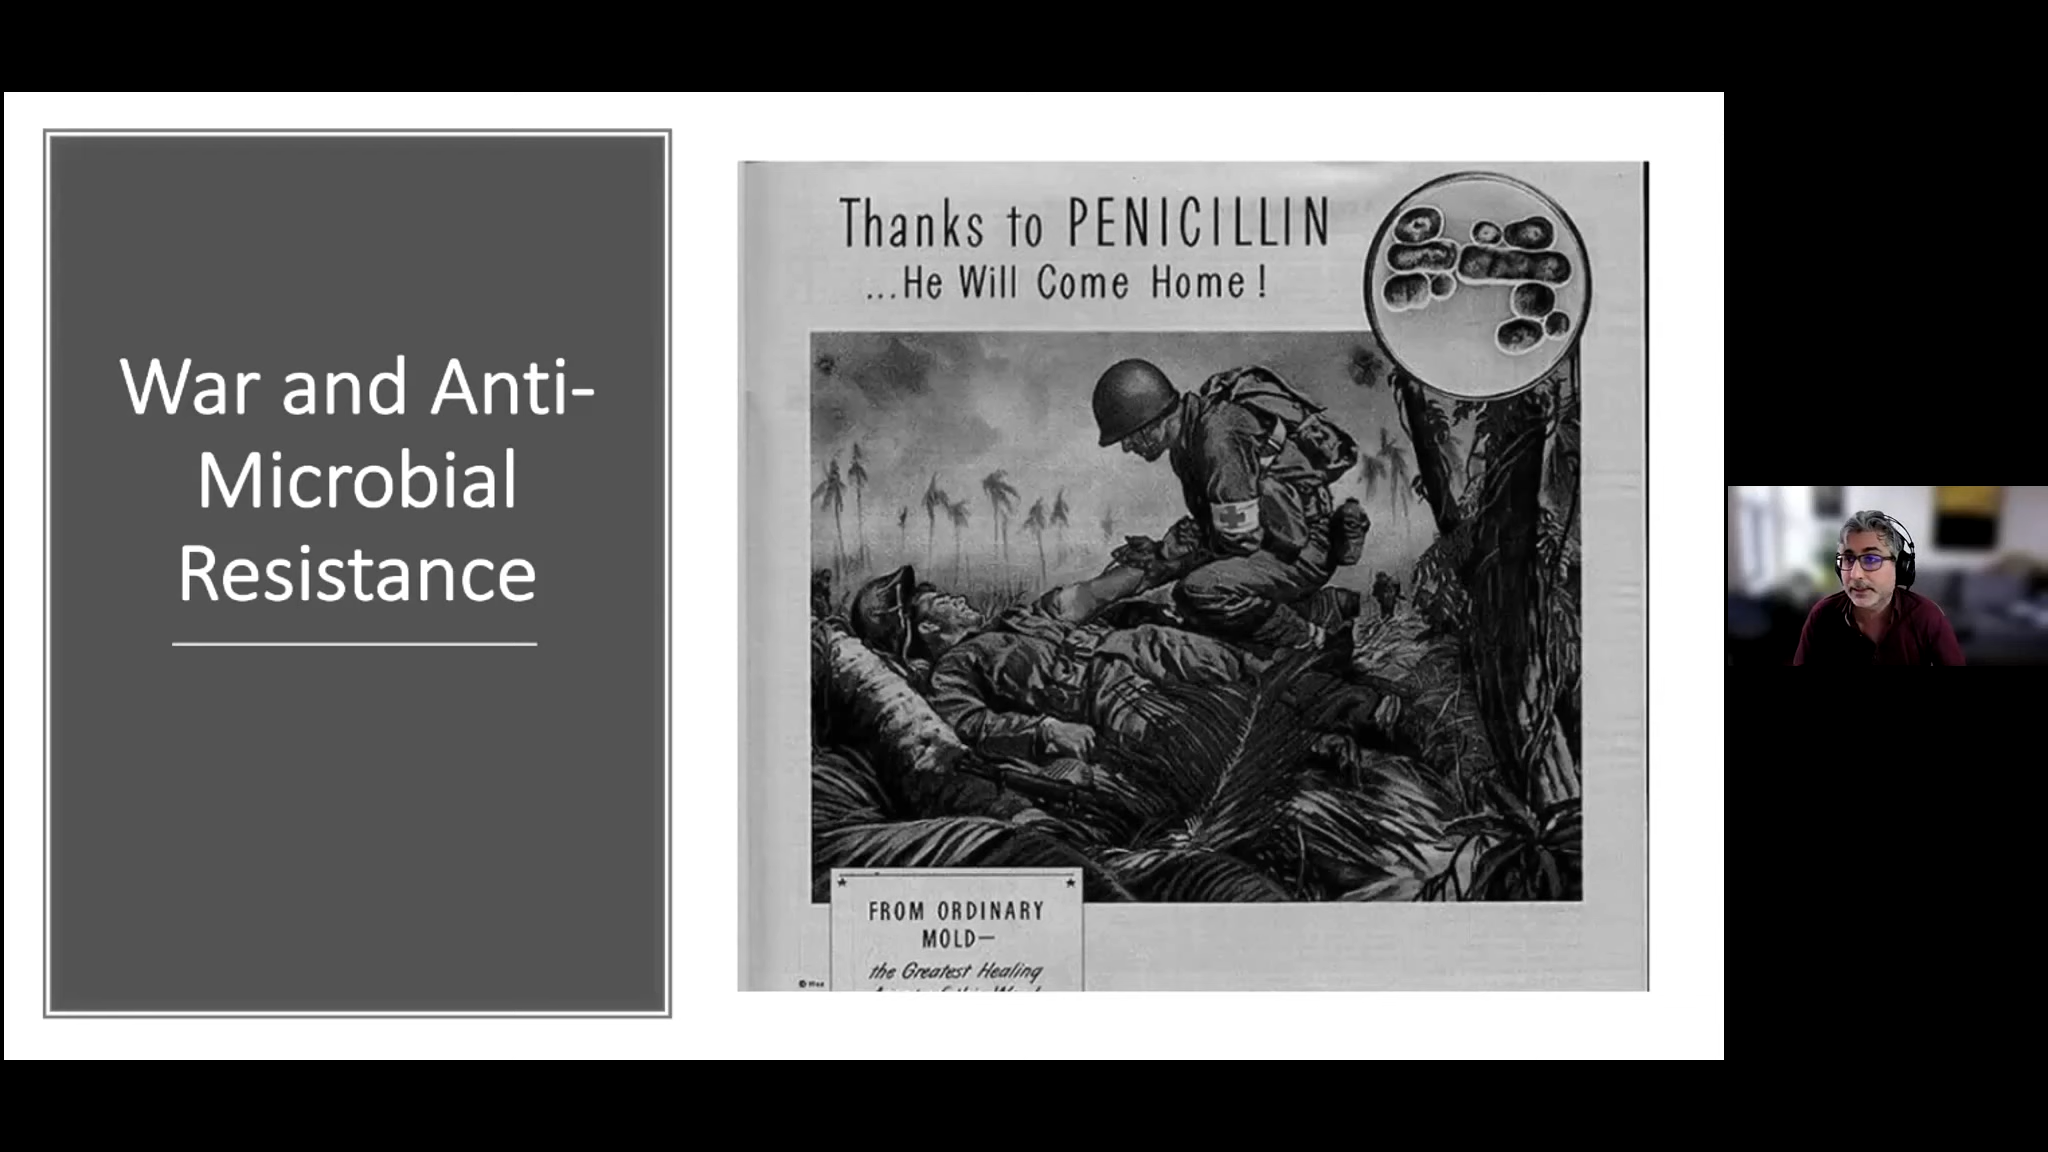 War and Anti-
Microbial
Resistance
Thanks to PENICILLIN
...He Will Come Home!
FROM ORDINARY
MOLD—
the Greatest Healing